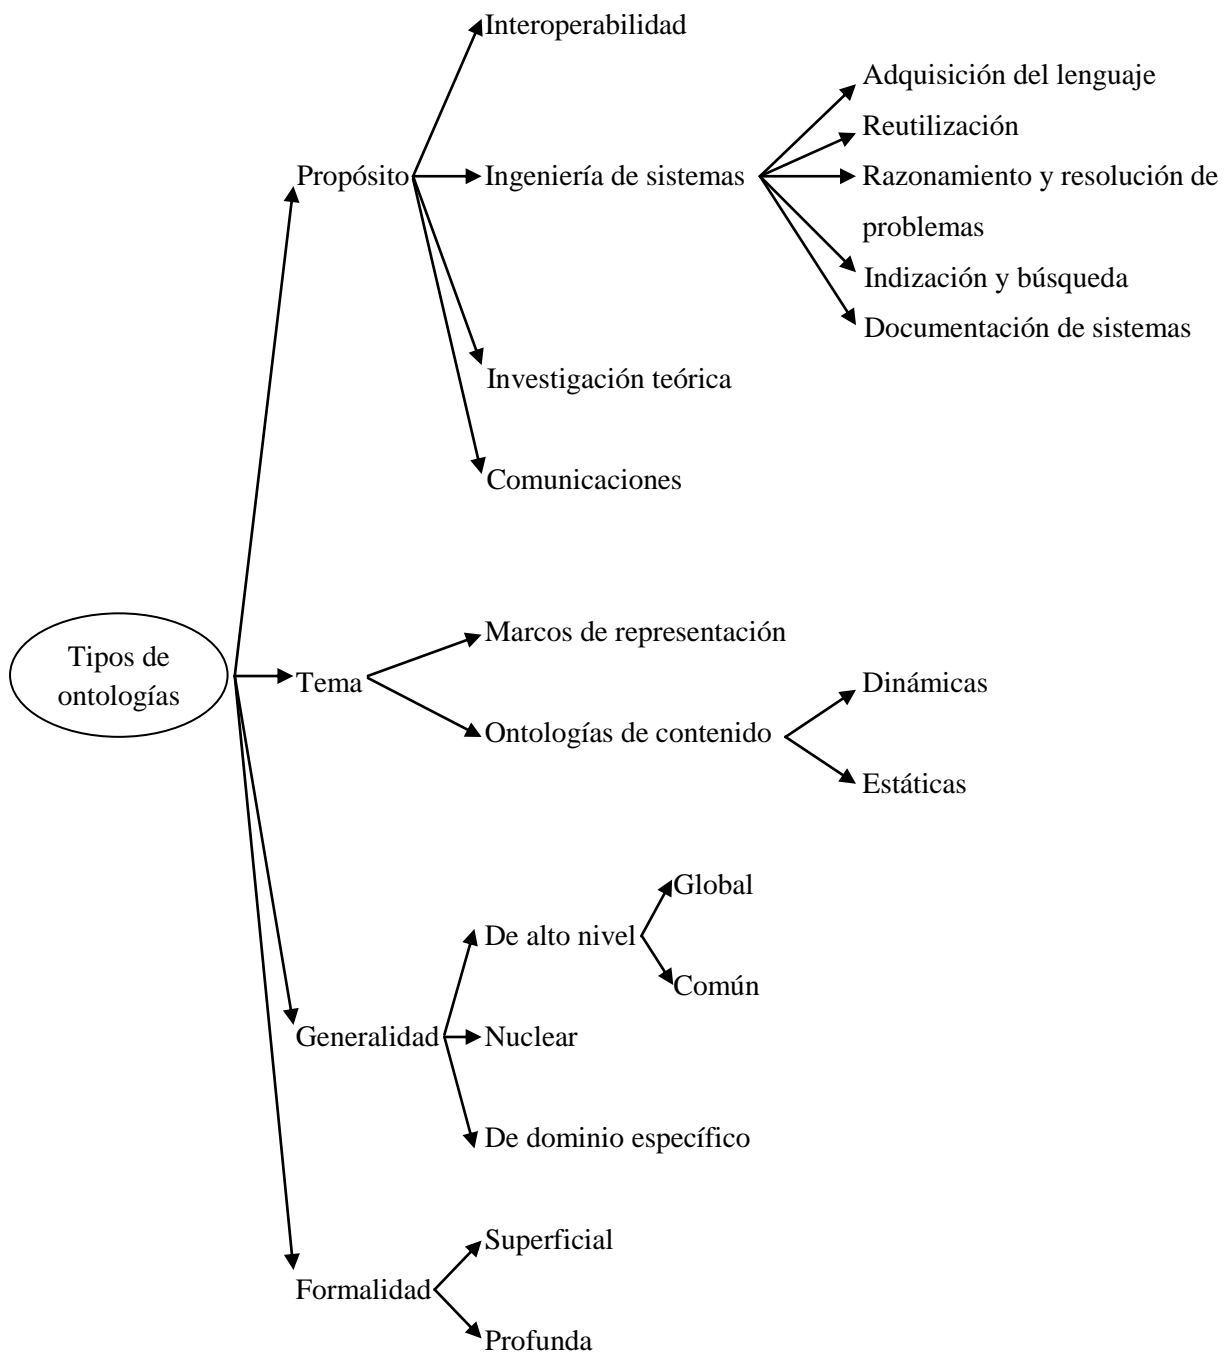 Interoperabilidad
Adquisición del lenguaje
Reutilización
Propósito
Ingeniería de sistemas
Razonamiento y resolución de
problemas
Indización y búsqueda
Documentación de sistemas
Investigación teórica
Comunicaciones
Tipos de
ontologías
Marcos de representación
Tema
Dinámicas
Ontologías de contenido
Estáticas
Global
De alto nivel
Común
Generalidad
Nuclear
De dominio específico
Superficial
Formalidad
Profunda